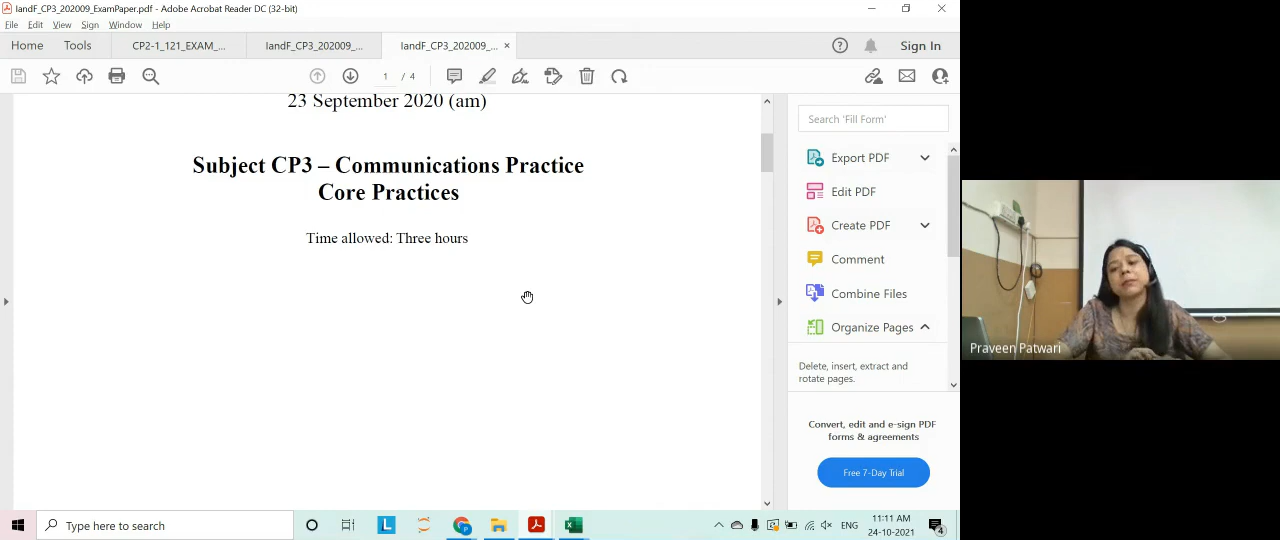 IandF_CP3_202009_ExamPaper.pdf - Adobe Acrobat Reader DC (32-bit)
File Edit View Sign Window Help
Home Tools CP2-1_121_EXAM_... IandF_CP3_202009_... IandF_CP3_202009_... ×
Sign In
1 / 4
23 September 2020 (am)
Subject CP3 – Communications Practice
Core Practices
Time allowed: Three hours
Search 'Fill Form'
Export PDF
Edit PDF
Create PDF
Comment
Combine Files
Organize Pages
Delete, insert, extract and
rotate pages.
Convert, edit and e-sign PDF
forms & agreements
Free 7-Day Trial
Praveen Patwari
Type here to search
L
ENG
11:11 AM
24-10-2021
4